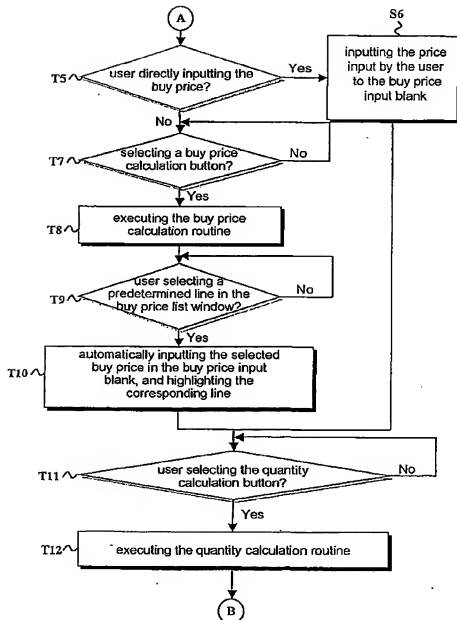 A
S6
T5
user directly inputting the
buy price?
Yes
inputting the price
input by the user
to the buy price
input blank
No
T7
selecting a buy price
calculation button?
No
Yes
T8
executing the buy price
calculation routine
T9
user selecting a
predetermined line in the
buy price list window?
No
Yes
T10
automatically inputting the selected
buy price in the buy price input
blank, and highlighting the
corresponding line
T11
user selecting the quantity
calculation button?
No
Yes
T12
executing the quantity calculation routine
B